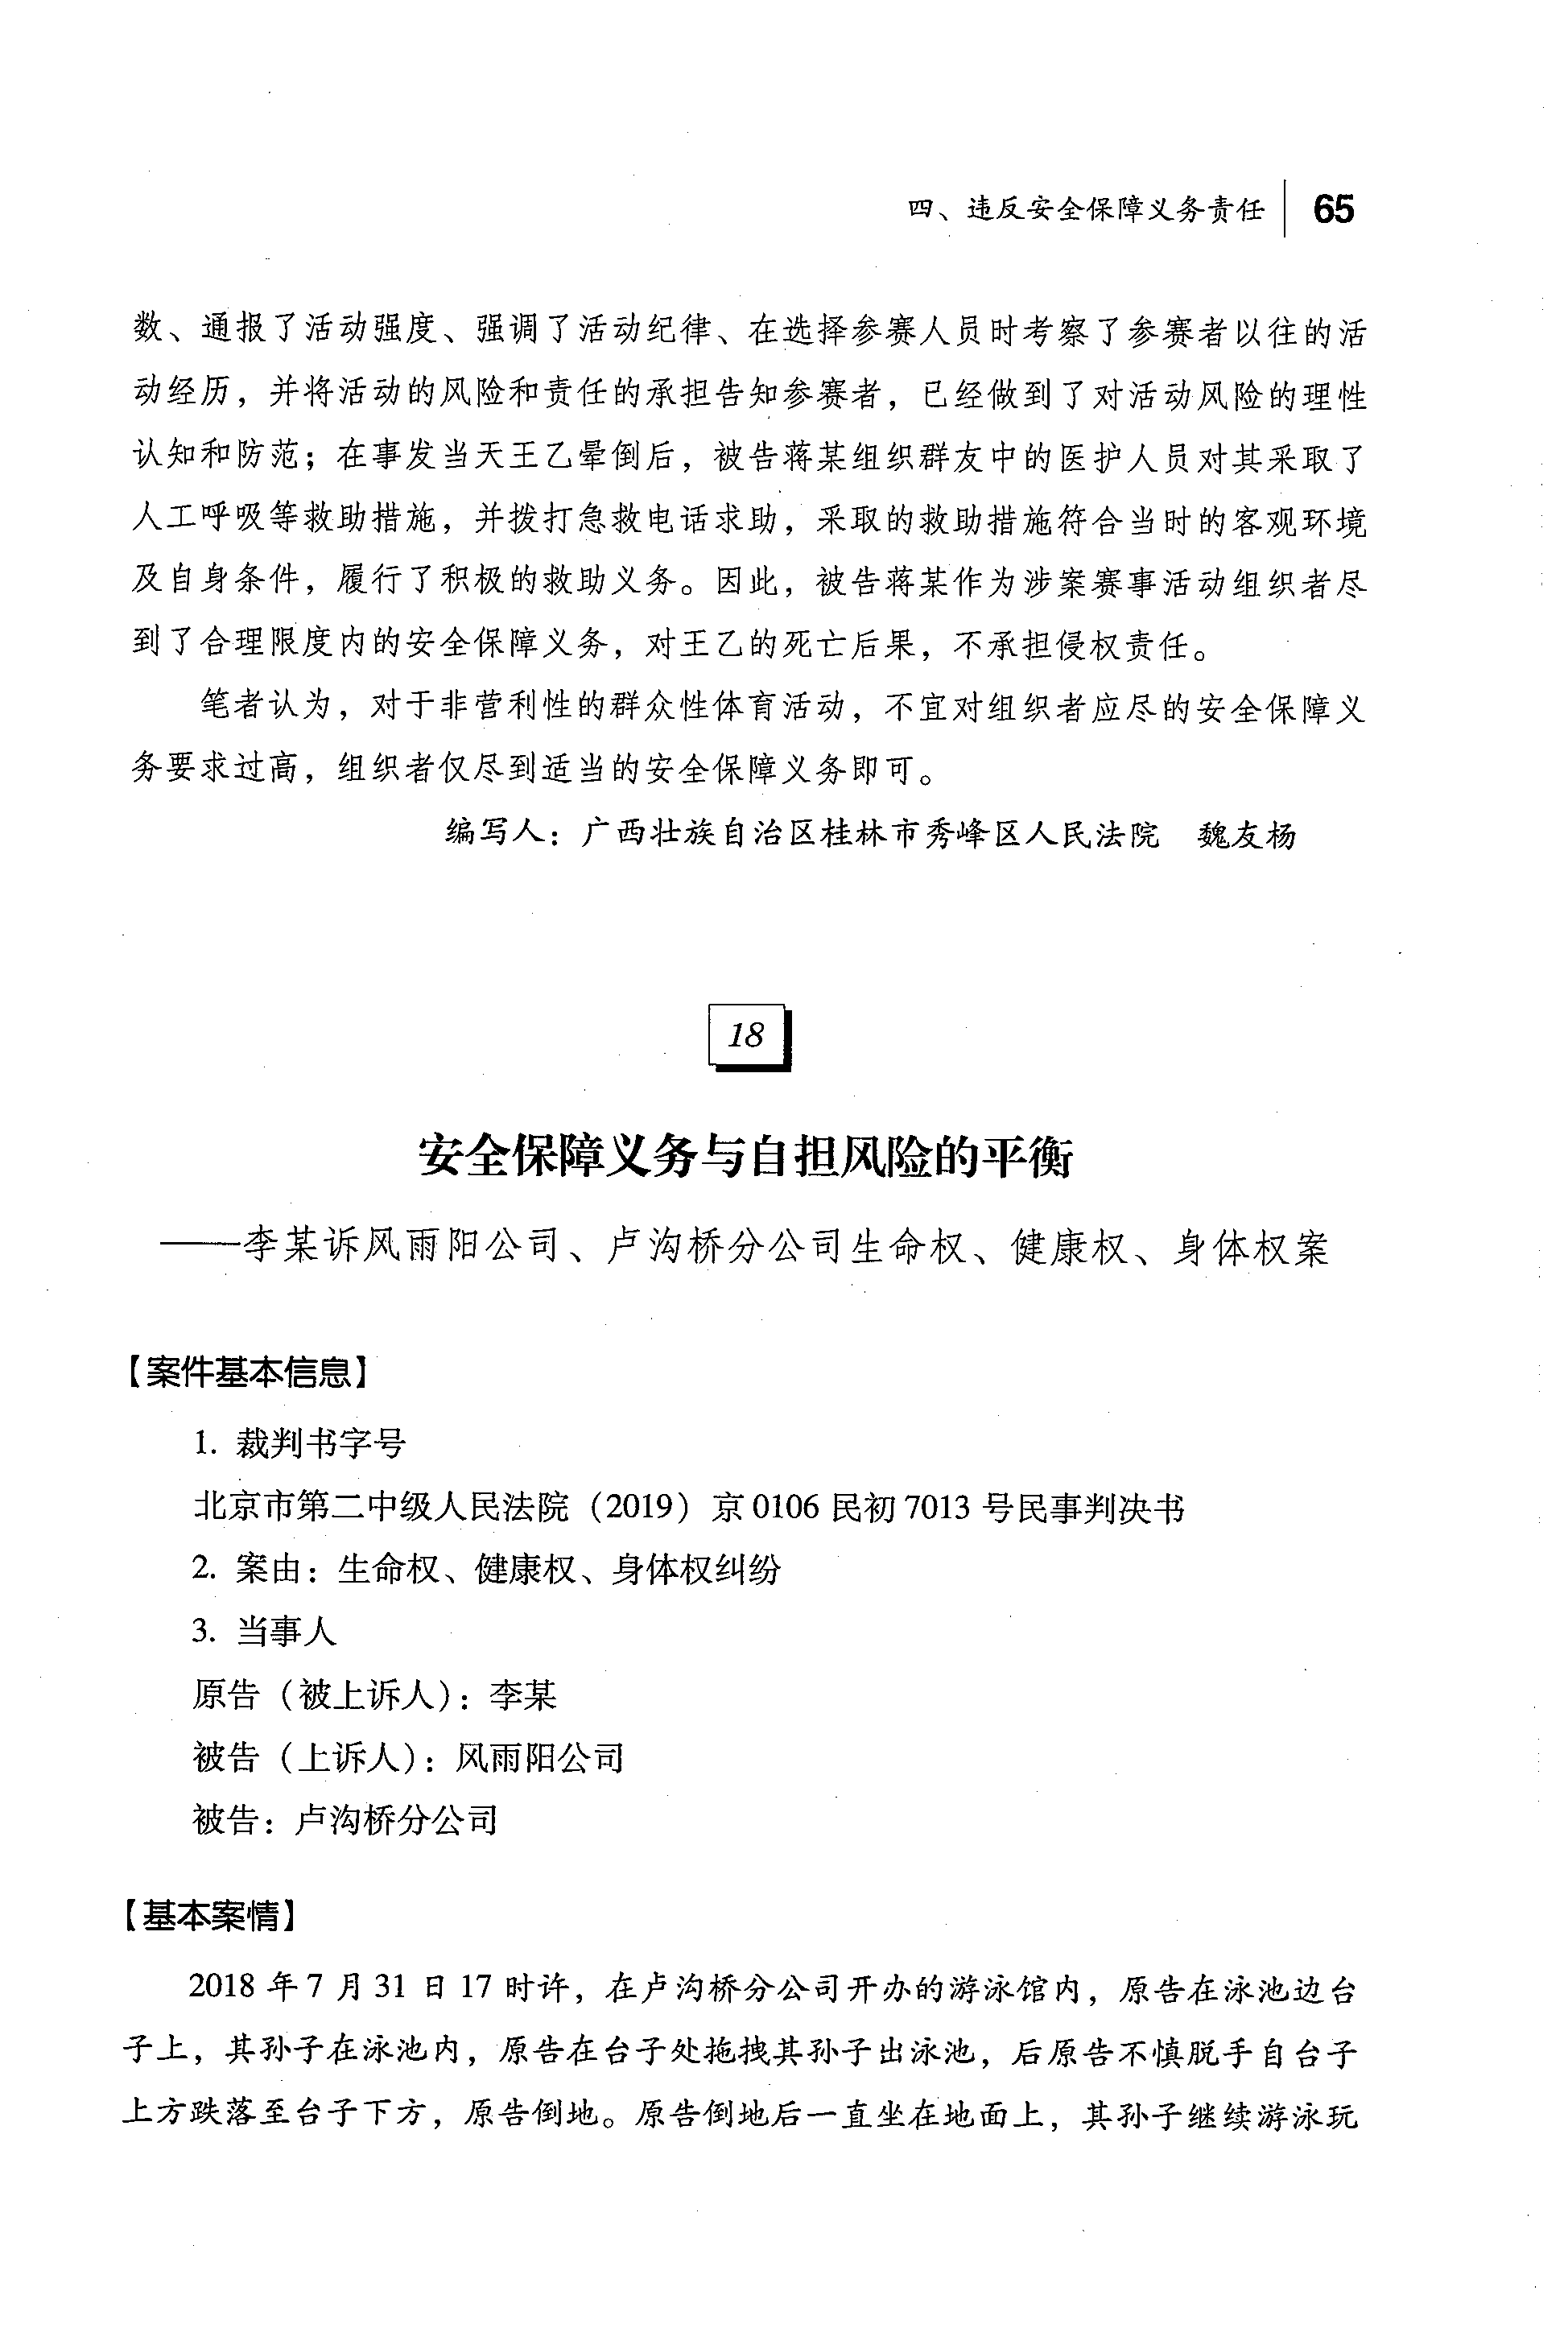 四、违反安全保障义务责任 65
数、通报了活动强度、强调了活动纪律、在选择参赛人员时考察了参赛者以往的活
动经历，并将活动的风险和责任的承担告知参赛者，已经做到了对活动风险的理性
认知和防范；在事发当天王乙晕倒后，被告蒋某组织群友中的医护人员对其采取了
人工呼吸等救助措施，并拨打急救电话求助，采取的救助措施符合当时的客观环境
及自身条件，履行了积极的救助义务。因此，被告蒋某作为涉案赛事活动组织者尽
到了合理限度内的安全保障义务，对王乙的死亡后果，不承担侵权责任。
笔者认为，对于非营利性的群众性体育活动，不宜对组织者应尽的安全保障义
务要求过高，组织者仅尽到适当的安全保障义务即可。
编写人：广西壮族自治区桂林市秀峰区人民法院 魏友杨
18
安全保障义务与自担风险的平衡
——李某诉风雨阳公司、卢沟桥分公司生命权、健康权、身体权案
【案件基本信息】
1. 裁判书字号
北京市第二中级人民法院（2019）京0106民初7013号民事判决书
2. 案由：生命权、健康权、身体权纠纷
3. 当事人
原告（被上诉人）：李某
被告（上诉人）：风雨阳公司
被告：卢沟桥分公司
【基本案情】
2018年7月31日17时许，在卢沟桥分公司开办的游泳馆内，原告在泳池边台
子上，其孙子在泳池内，原告在台子处拖拽其孙子出泳池，后原告不慎脱手自台子
上方跌落至台子下方，原告倒地。原告倒地后一直坐在地面上，其孙子继续游泳玩